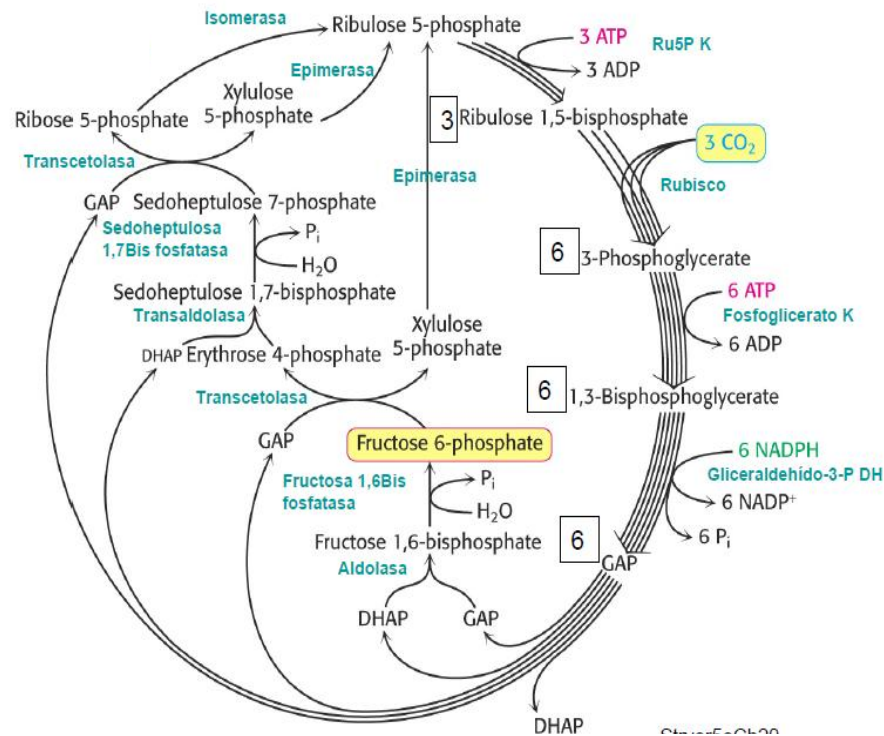 Isomerasa
Ribulose 5-phosphate
3 ATP
Ru5P K
3 ADP
Epimerasa
Xylulose
5-phosphate
Ribose 5-phosphate
3
Ribulose 1,5-bisphosphate
3 CO₂
Transcetolasa
Epimerasa
Rubisco
GAP
Sedoheptulose 7-phosphate
Sedoheptulosa
1,7Bis fosfatasa
Pi
H₂O
6
3-Phosphoglycerate
Sedoheptulose 1,7-bisphosphate
6 ATP
Fosfoglicerato K
6 ADP
Transaldolasa
Xylulose
5-phosphate
DHAP
Erythrose 4-phosphate
6
1,3-Bisphosphoglycerate
Transcetolasa
GAP
Fructose 6-phosphate
6 NADPH
Gliceraldehído-3-P DH
6 NADP⁺
6 Pi
Fructosa 1,6Bis
fosfatasa
Pi
H₂O
Fructose 1,6-bisphosphate
6
GAP
Aldolasa
DHAP
GAP
DHAP